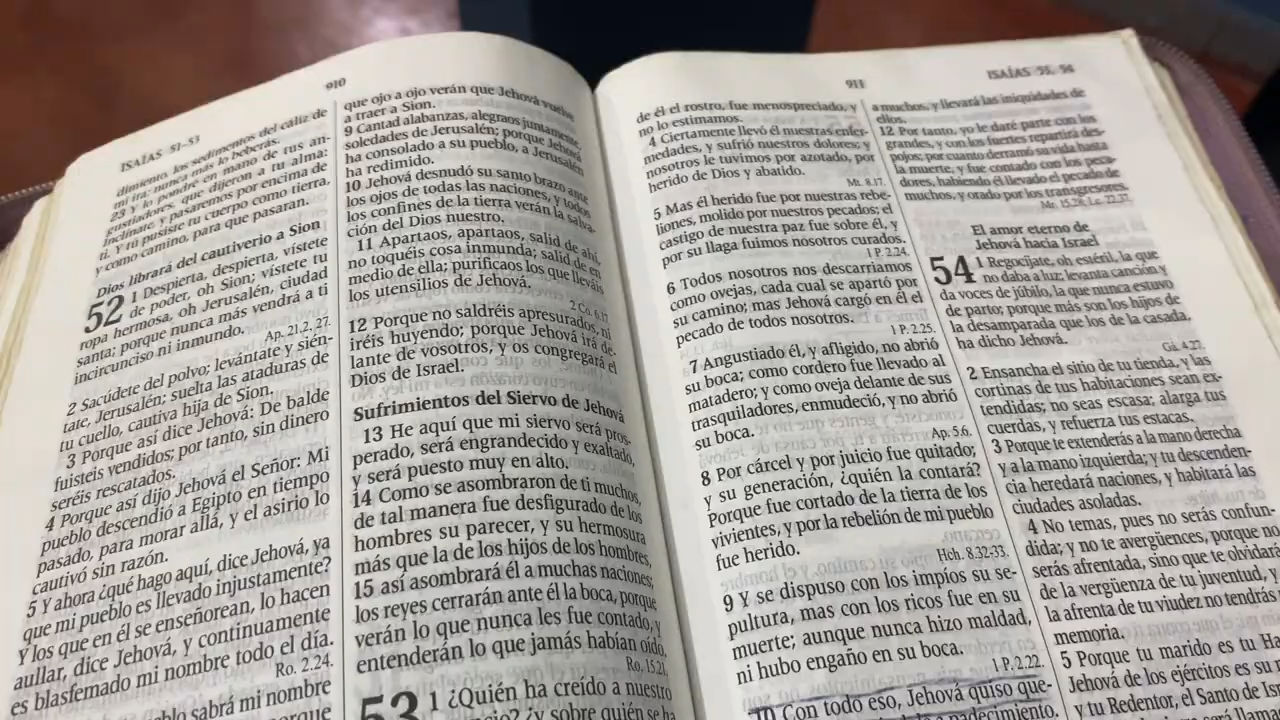 910
ISAÍAS 51-53
dimiento, los sedimentos del cáliz de
mi ira; nunca más lo beberás.
23 Y lo pondré en mano de tus an-
gustiadores, que dijeron a tu alma:
Inclínate, y pasaremos por encima de
ti. Y tú pusiste tu cuerpo como tierra,
y como camino, para que pasaran.
Dios librará del cautiverio a Sion
52 1 Despierta, despierta, vístete
de poder, oh Sion; vístete tu
ropa hermosa, oh Jerusalén, ciudad
santa; porque nunca más vendrá a ti
incircunciso ni inmundo.
Ap. 21.2, 27.
2 Sacúdete del polvo; levántate y sién-
tate, Jerusalén; suelta las ataduras de
tu cuello, cautiva hija de Sion.
3 Porque así dice Jehová: De balde
fuisteis vendidos; por tanto, sin dinero
seréis rescatados.
4 Porque así dijo Jehová el Señor: Mi
pueblo descendió a Egipto en tiempo
pasado, para morar allá, y el asirio lo
cautivó sin razón.
5 Y ahora ¿qué hago aquí, dice Jehová, ya
que mi pueblo es llevado injustamente?
Y los que en él se enseñorean, lo hacen
aullar, dice Jehová, y continuamente
es blasfemado mi nombre todo el día.
Ro. 2.24.
sabrá mi nombre
que ojo a ojo verán que Jehová vuelve
a traer a Sion.
9 Cantad alabanzas, alegraos juntamente,
soledades de Jerusalén; porque Jehová
ha consolado a su pueblo, a Jerusalén
ha redimido.
10 Jehová desnudó su santo brazo ante
los ojos de todas las naciones, y todos
los confines de la tierra verán la salva-
ción del Dios nuestro.
11 Apartaos, apartaos, salid de ahí,
no toquéis cosa inmunda; salid de en
medio de ella; purificaos los que lleváis
los utensilios de Jehová.
2 Co. 6.17.
12 Porque no saldréis apresurados, ni
iréis huyendo; porque Jehová irá de-
lante de vosotros, y os congregará el
Dios de Israel.
Sufrimientos del Siervo de Jehová
13 He aquí que mi siervo será pros-
perado, será engrandecido y exaltado,
y será puesto muy en alto.
14 Como se asombraron de ti muchos,
de tal manera fue desfigurado de los
hombres su parecer, y su hermosura
más que la de los hijos de los hombres,
15 así asombrará él a muchas naciones;
los reyes cerrarán ante él la boca, porque
verán lo que nunca les fue contado, y
entenderán lo que jamás habían oído.
Ro. 15.21.
53 1 ¿Quién ha creído a nuestro
¿y sobre quién se ha
911
ISAÍAS 53, 54
de él el rostro, fue menospreciado, y
no lo estimamos.
4 Ciertamente llevó él nuestras enfer-
medades, y sufrió nuestros dolores; y
nosotros le tuvimos por azotado, por
herido de Dios y abatido.
Mt. 8.17.
5 Mas él herido fue por nuestras rebe-
liones, molido por nuestros pecados; el
castigo de nuestra paz fue sobre él, y
por su llaga fuimos nosotros curados.
1 P. 2.24.
6 Todos nosotros nos descarriamos
como ovejas, cada cual se apartó por
su camino; mas Jehová cargó en él el
pecado de todos nosotros.
1 P. 2.25.
7 Angustiado él, y afligido, no abrió
su boca; como cordero fue llevado al
matadero; y como oveja delante de sus
trasquiladores, enmudeció, y no abrió
su boca.
Ap. 5.6.
8 Por cárcel y por juicio fue quitado;
y su generación, ¿quién la contará?
Porque fue cortado de la tierra de los
vivientes, y por la rebelión de mi pueblo
fue herido.
Hch. 8.32-33.
9 Y se dispuso con los impíos su se-
pultura, mas con los ricos fue en su
muerte; aunque nunca hizo maldad,
ni hubo engaño en su boca.
1 P. 2.22.
10 Con todo eso, Jehová quiso que-
padecimiento.
a muchos, y llevará las iniquidades de
ellos.
12 Por tanto, yo le daré parte con los
grandes, y con los fuertes repartirá des-
pojos; por cuanto derramó su vida hasta
la muerte, y fue contado con los peca-
dores, habiendo él llevado el pecado de
muchos, y orado por los transgresores.
Mr. 15.28; Lc. 22.37.
El amor eterno de
Jehová hacia Israel
54 1 Regocíjate, oh estéril, la que
no daba a luz; levanta canción y
da voces de júbilo, la que nunca estuvo
de parto; porque más son los hijos de
la desamparada que los de la casada,
ha dicho Jehová.
Gá. 4.27.
2 Ensancha el sitio de tu tienda, y las
cortinas de tus habitaciones sean ex-
tendidas; no seas escasa; alarga tus
cuerdas, y refuerza tus estacas.
3 Porque te extenderás a la mano derecha
y a la mano izquierda; y tu descenden-
cia heredará naciones, y habitará las
ciudades asoladas.
4 No temas, pues no serás confun-
dida; y no te avergüences, porque no
serás afrentada, sino que te olvidarás
de la vergüenza de tu juventud, y
la afrenta de tu viudez no tendrás
memoria.
5 Porque tu marido es tu
Jehová de los ejércitos es su
y tu Redentor, el Santo de